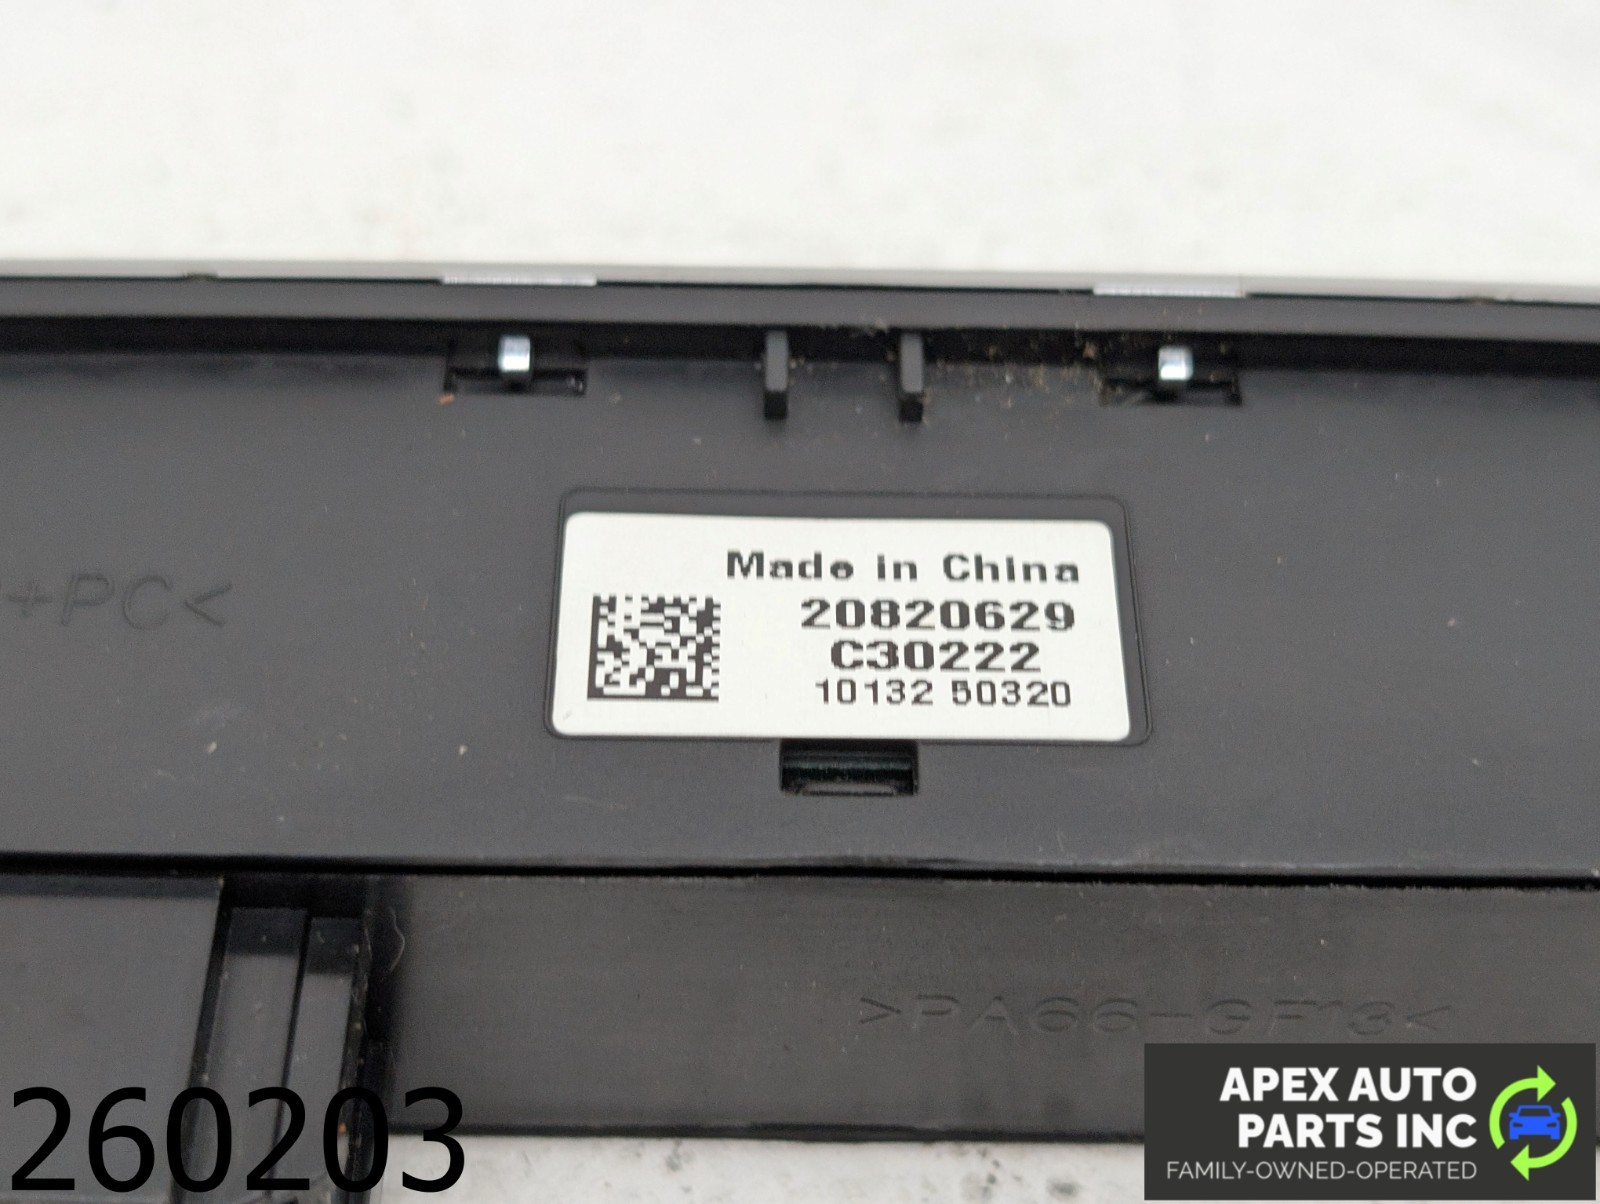 Made in China
20820629
C30222
10132 50320
+PC<
>PA66-GF13<
260203
APEX AUTO
PARTS INC
FAMILY-OWNED-OPERATED